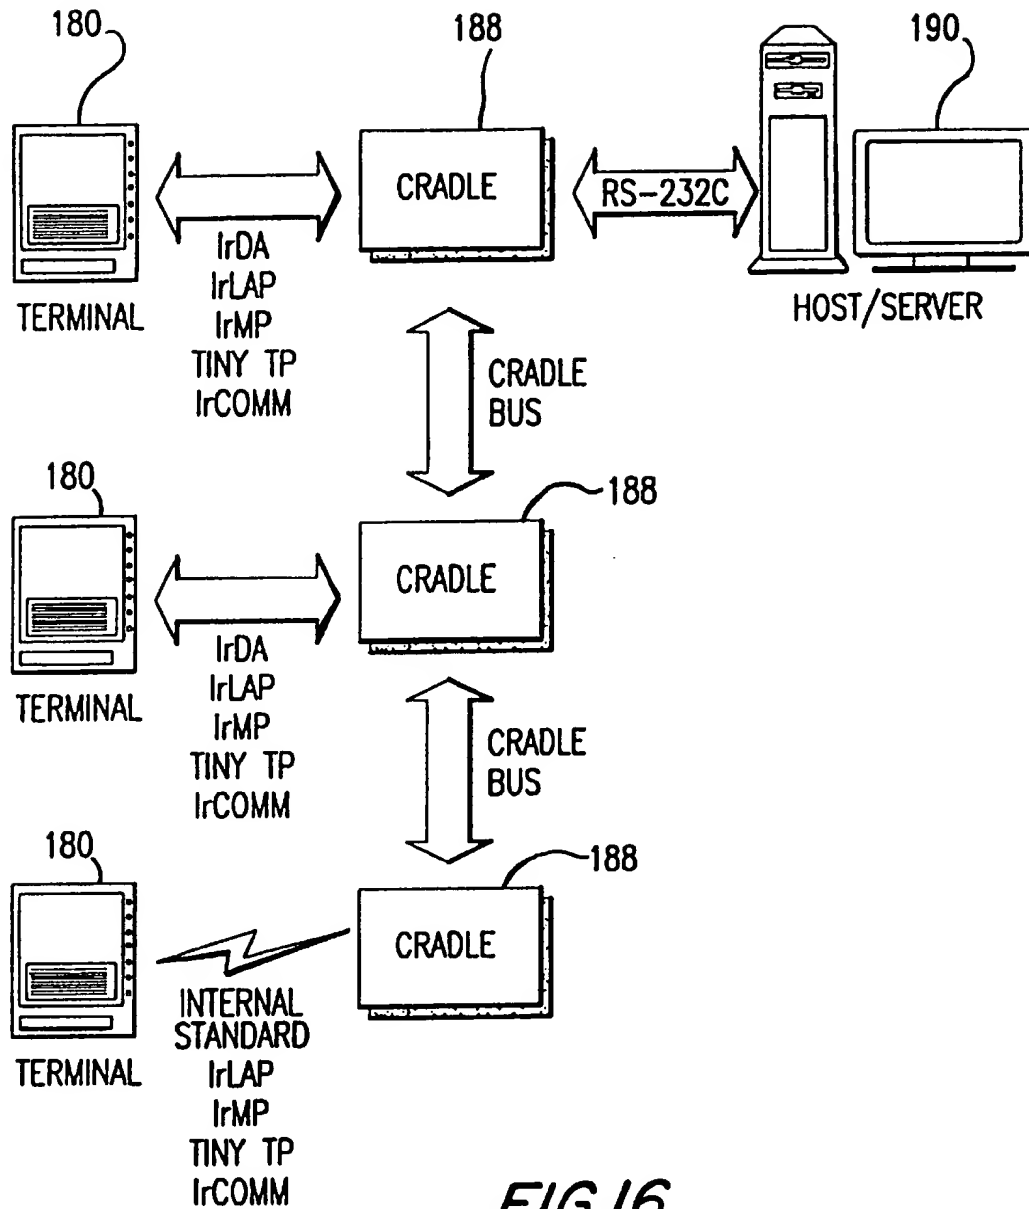 180
188
190
CRADLE
RS-232C
TERMINAL
IrDA
IrLAP
IrMP
TINY TP
IrCOMM
HOST/SERVER
CRADLE
BUS
180
188
CRADLE
TERMINAL
IrDA
IrLAP
IrMP
TINY TP
IrCOMM
CRADLE
BUS
180
188
CRADLE
TERMINAL
INTERNAL
STANDARD
IrLAP
IrMP
TINY TP
IrCOMM
FIG.16